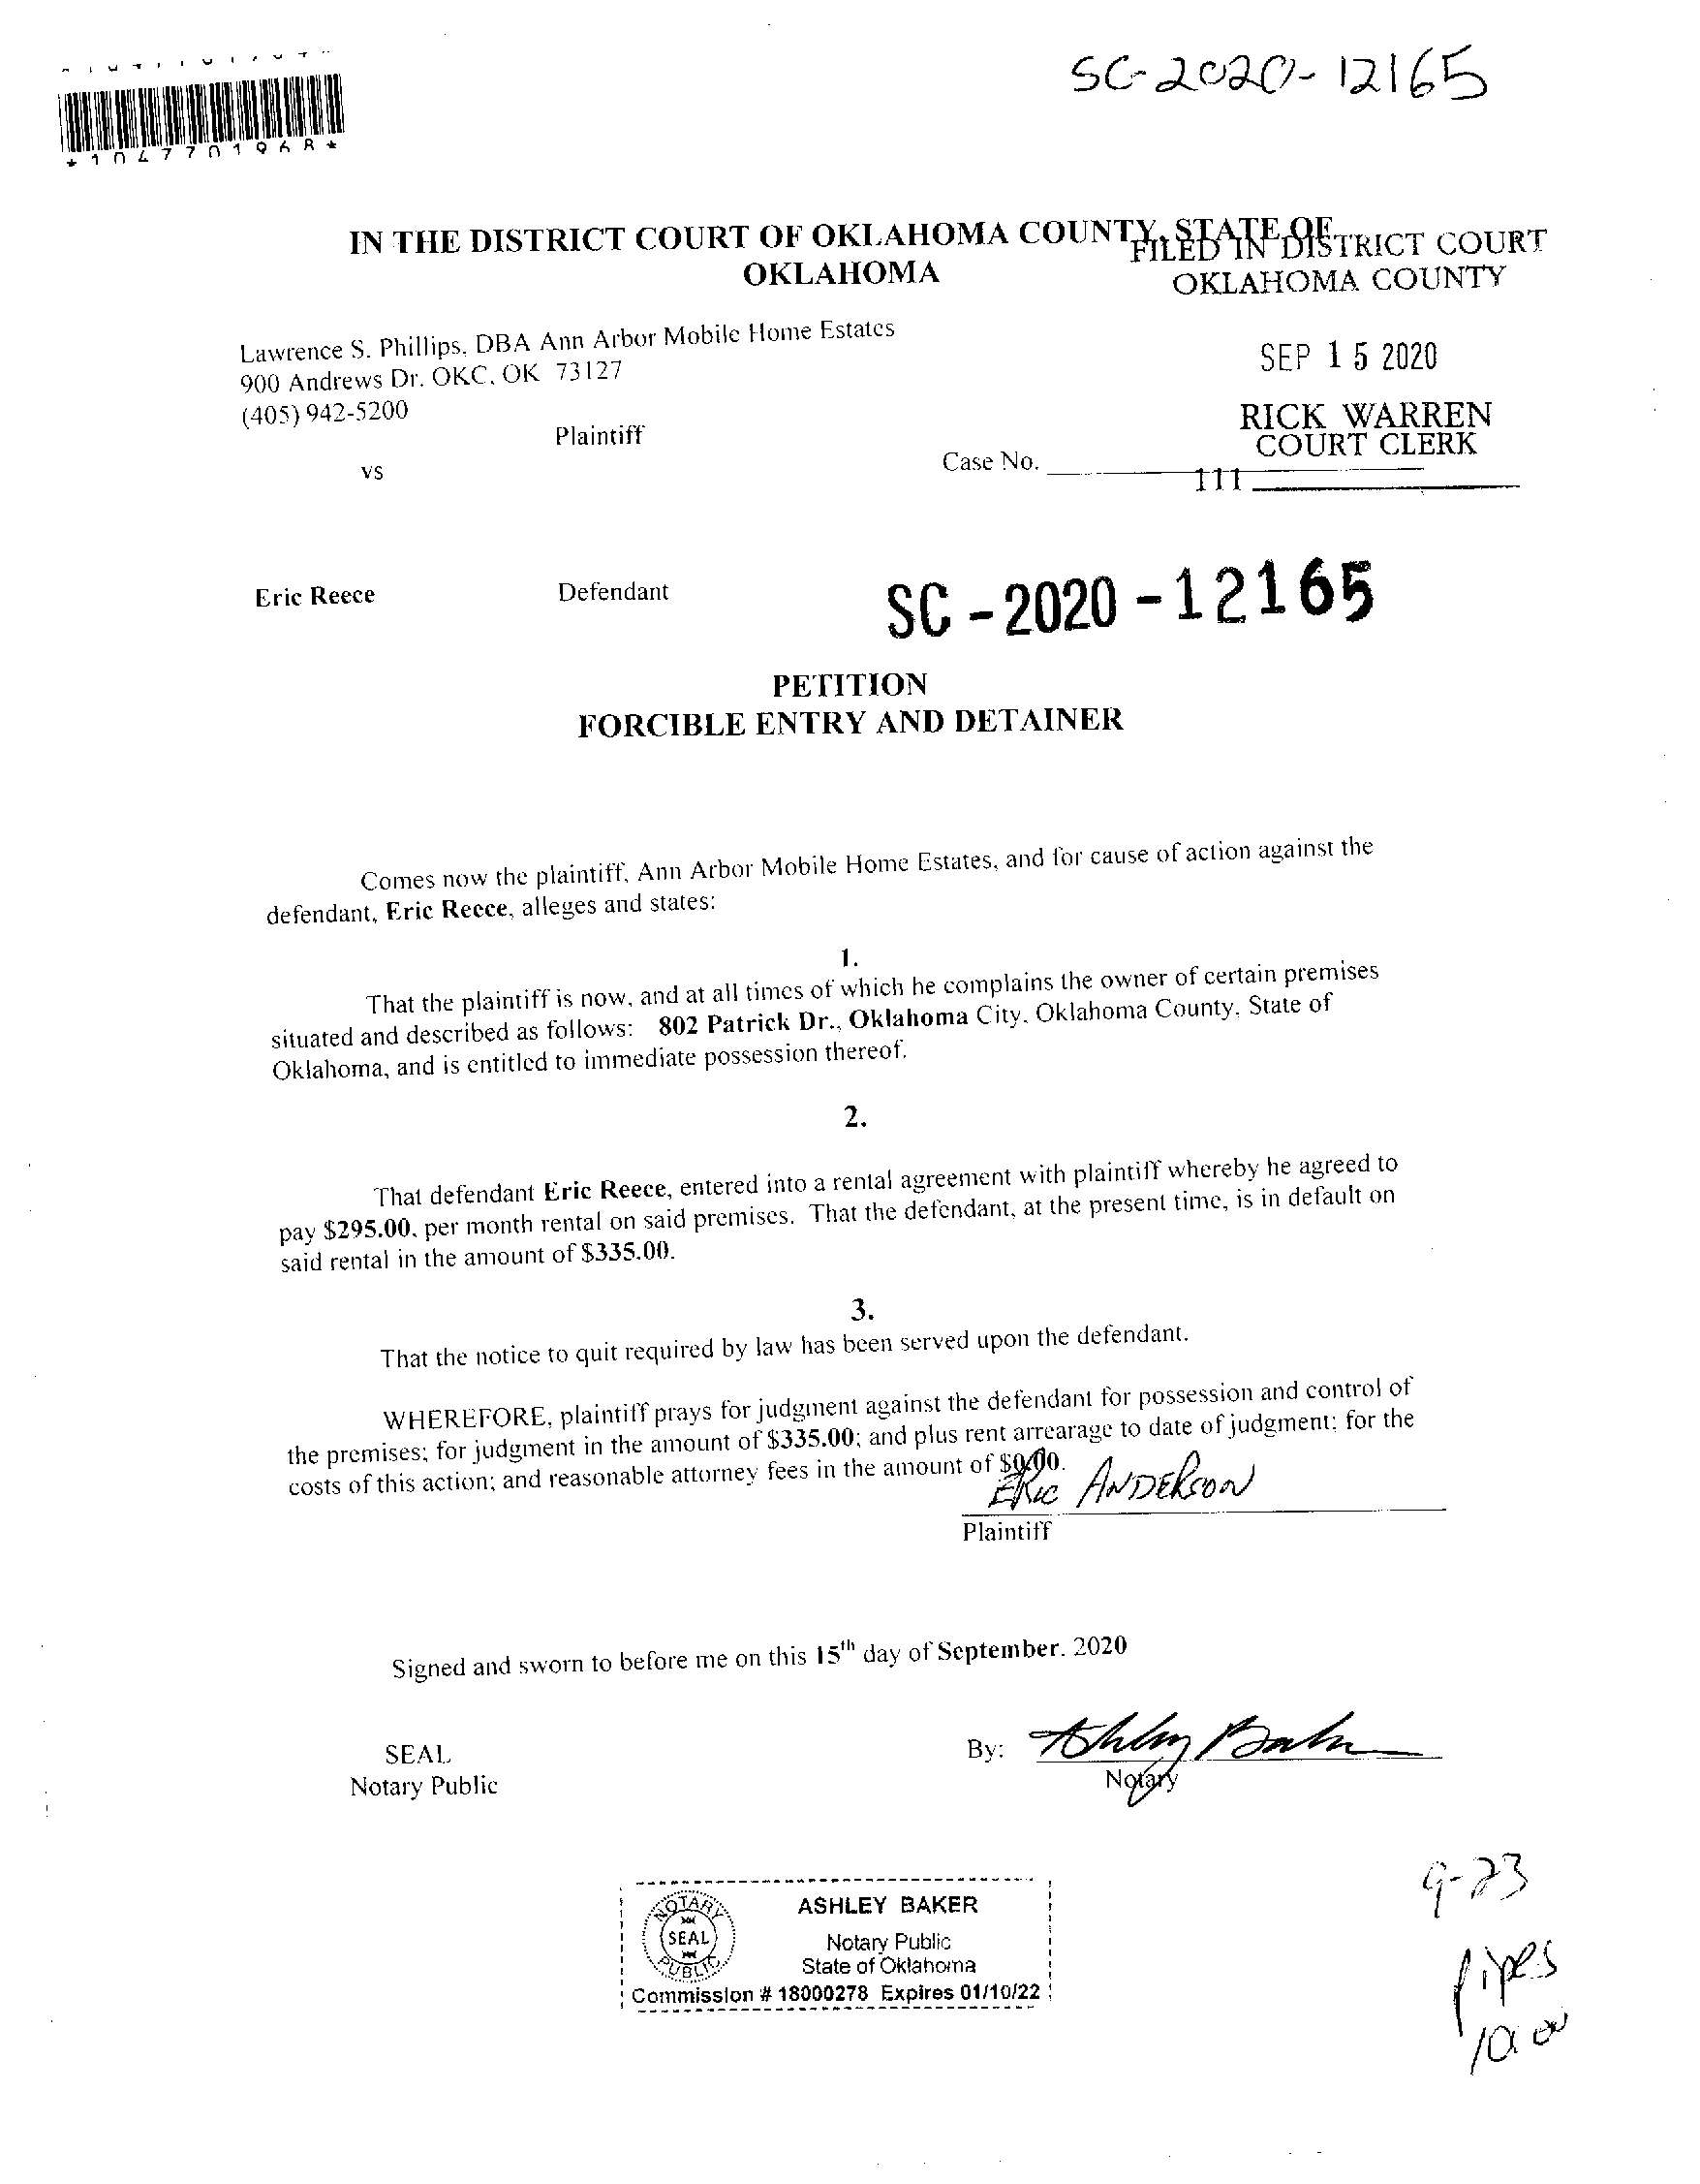 SC-2020-12165
*1047701968*
IN THE DISTRICT COURT OF OKLAHOMA COUNTY, STATE OF
OKLAHOMA
FILED IN DISTRICT COURT
OKLAHOMA COUNTY
SEP 15 2020
RICK WARREN
COURT CLERK
111
Lawrence S. Phillips, DBA Ann Arbor Mobile Home Estates
900 Andrews Dr. OKC, OK 73127
(405) 942-5200
Plaintiff
vs
Case No.
Eric Reece
Defendant
SC-2020-12165
PETITION
FORCIBLE ENTRY AND DETAINER
Comes now the plaintiff, Ann Arbor Mobile Home Estates, and for cause of action against the
defendant, Eric Reece, alleges and states:
1.
That the plaintiff is now, and at all times of which he complains the owner of certain premises
situated and described as follows: 802 Patrick Dr., Oklahoma City, Oklahoma County, State of
Oklahoma, and is entitled to immediate possession thereof.
2.
That defendant Eric Reece, entered into a rental agreement with plaintiff whereby he agreed to
pay $295.00, per month rental on said premises. That the defendant, at the present time, is in default on
said rental in the amount of $335.00.
3.
That the notice to quit required by law has been served upon the defendant.
WHEREFORE, plaintiff prays for judgment against the defendant for possession and control of
the premises; for judgment in the amount of $335.00; and plus rent arrearage to date of judgment; for the
costs of this action; and reasonable attorney fees in the amount of $0.00.
ERIC ANDERSON
Plaintiff
Signed and sworn to before me on this 15th day of September, 2020
SEAL
Notary Public
By: Ashley Baker
Notary
NOTARY
SEAL
PUBLIC
ASHLEY BAKER
Notary Public
State of Oklahoma
Commission # 18000278 Expires 01/10/22
9-23
pipes